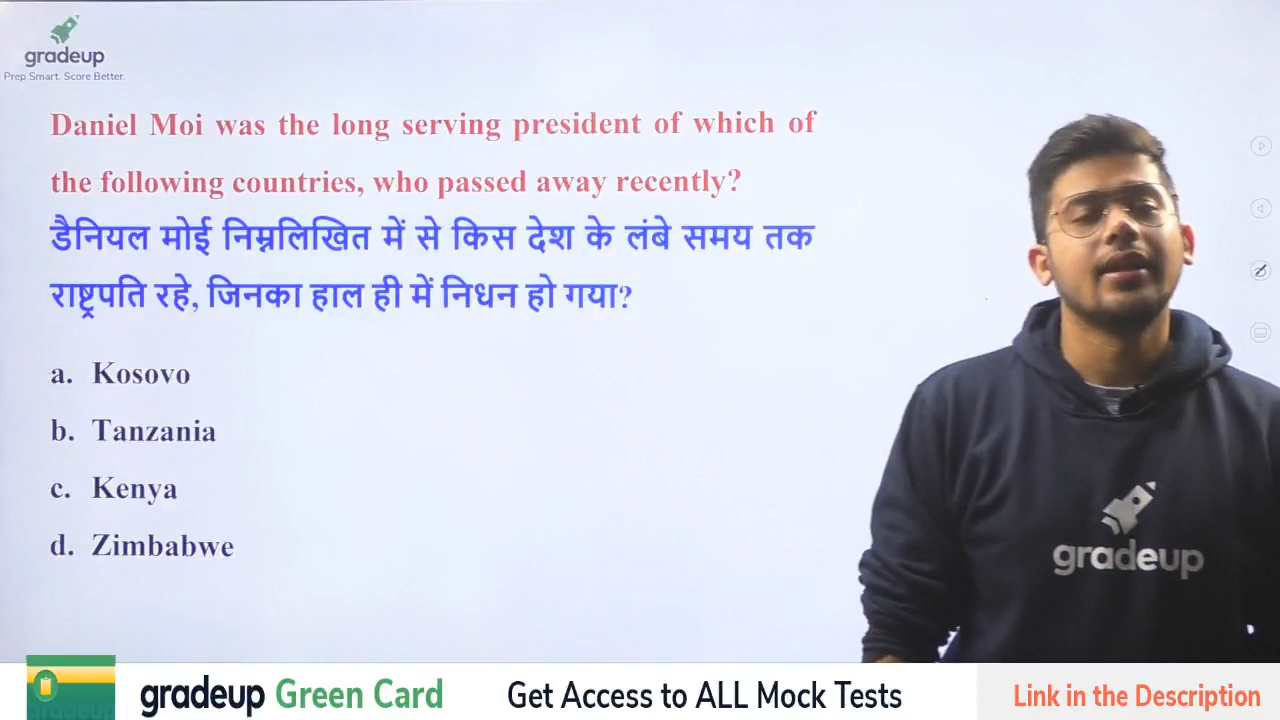 gradeup
Prep Smart. Score Better.
Daniel Moi was the long serving president of which of
the following countries, who passed away recently?
डैनियल मोई निम्नलिखित में से किस देश के लंबे समय तक
राष्ट्रपति रहे, जिनका हाल ही में निधन हो गया?
a. Kosovo
b. Tanzania
c. Kenya
d. Zimbabwe
gradeup
gradeup
gradeup Green Card
Get Access to ALL Mock Tests
Link in the Description